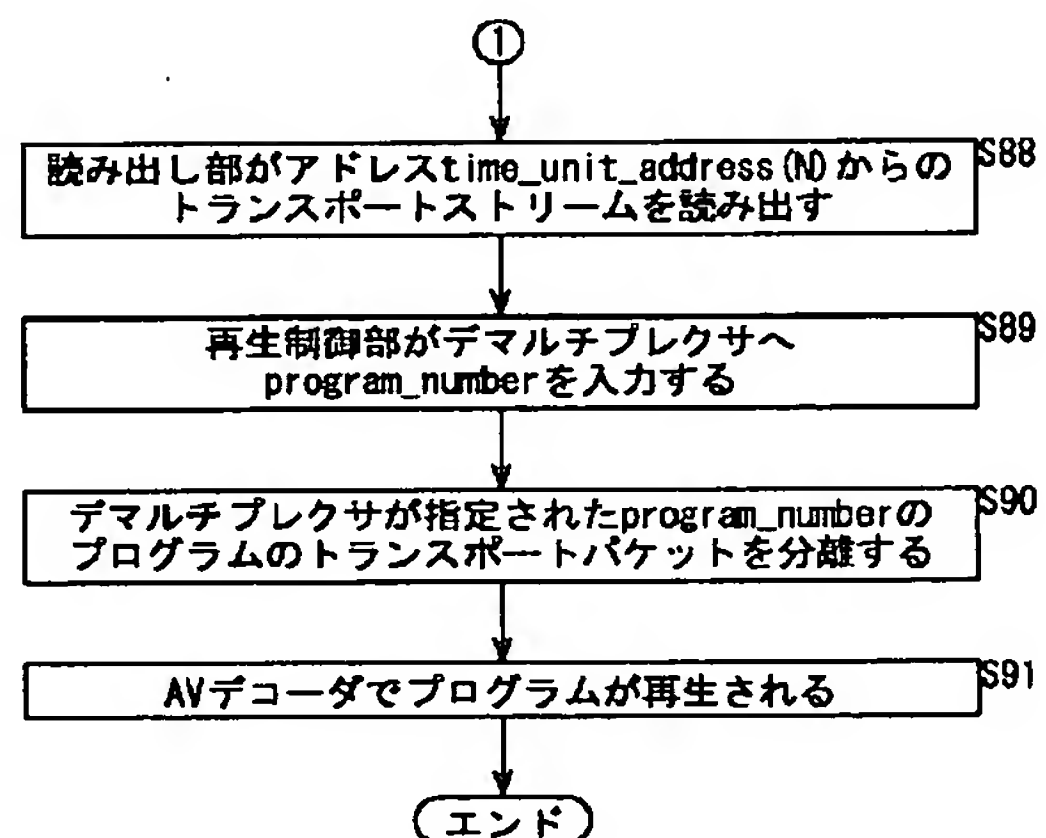 ①
読み出し部がアドレスtime_unit_address(N)からの
トランスポートストリームを読み出す
S88
再生制御部がデマルチプレクサへ
program_numberを入力する
S89
デマルチプレクサが指定されたprogram_numberの
プログラムのトランスポートパケットを分離する
S90
AVデコーダでプログラムが再生される
S91
エンド